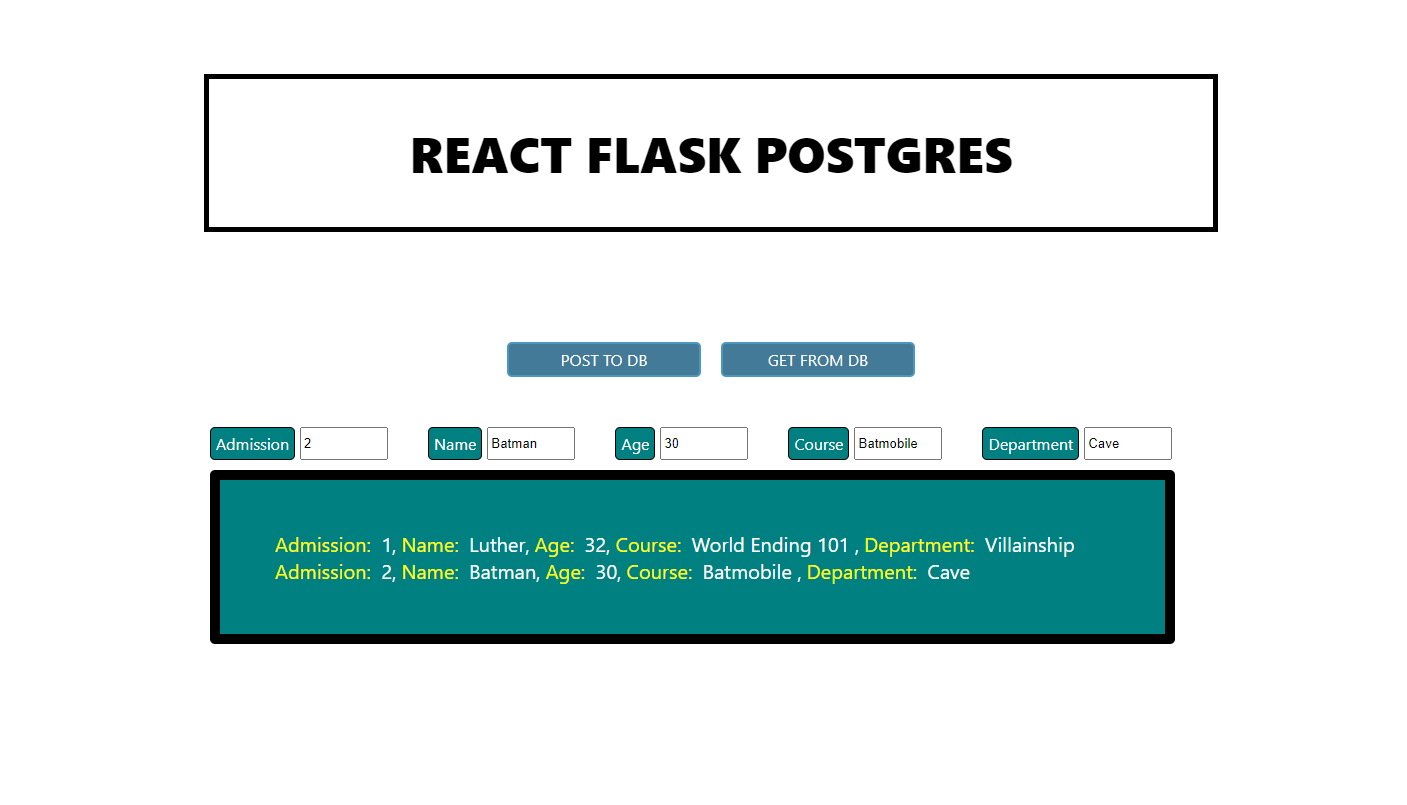 REACT FLASK POSTGRES
POST TO DB GET FROM DB
Admission 2 Name Batman Age 30 Course Batmobile Department Cave
Admission: 1, Name: Luther, Age: 32, Course: World Ending 101 , Department: Villainship
Admission: 2, Name: Batman, Age: 30, Course: Batmobile , Department: Cave